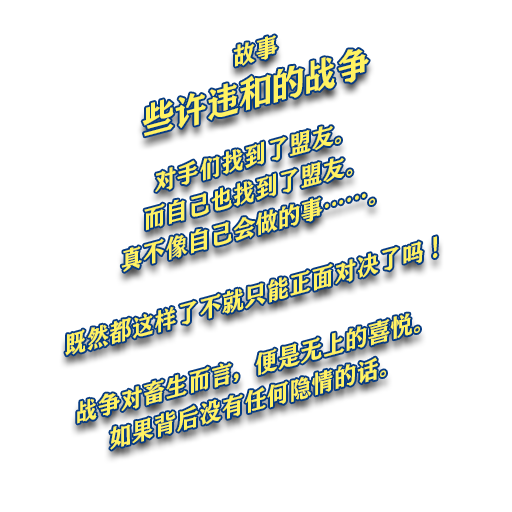 故事
些许违和的战争
对手们找到了盟友。
而自己也找到了盟友。
真不像自己会做的事……。
既然都这样了不就只能正面对决了吗！
战争对畜生而言，便是无上的喜悦。
如果背后没有任何隐情的话。